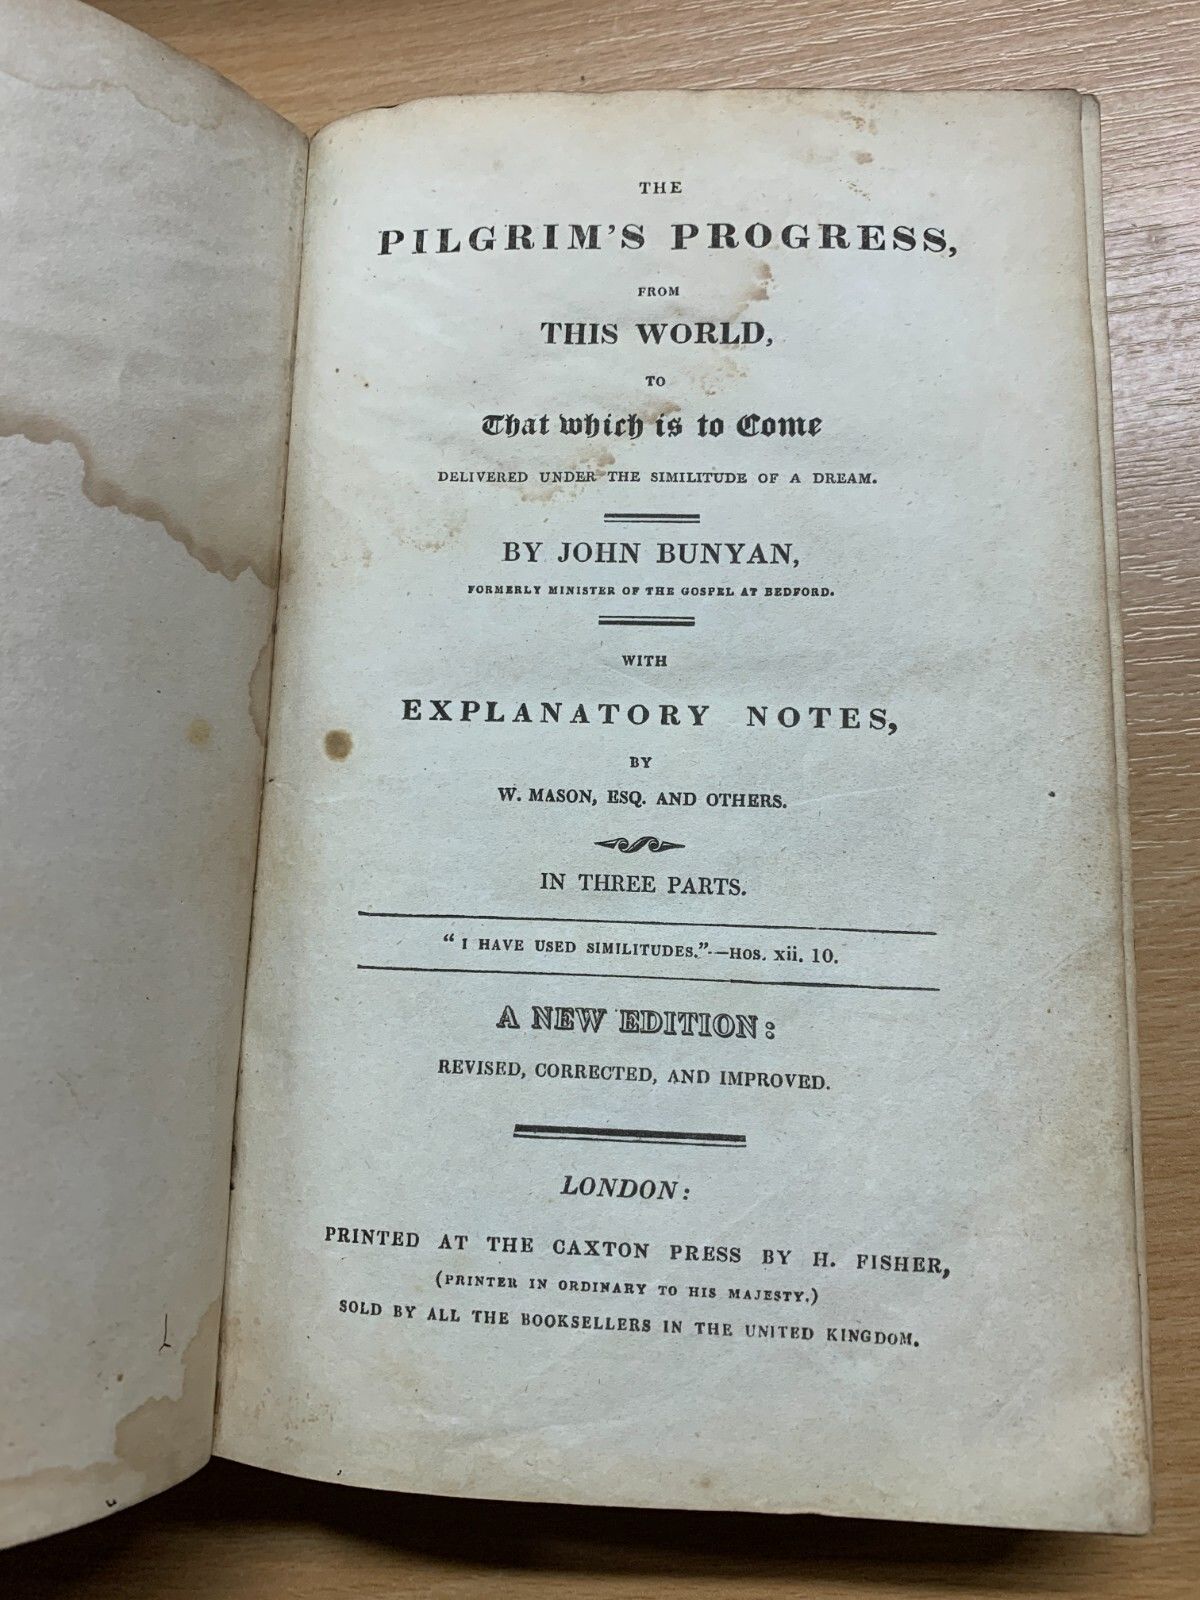 THE
PILGRIM'S PROGRESS,
FROM
THIS WORLD,
TO
That which is to Come
DELIVERED UNDER THE SIMILITUDE OF A DREAM.
BY JOHN BUNYAN,
FORMERLY MINISTER OF THE GOSPEL AT BEDFORD.
WITH
EXPLANATORY NOTES,
BY
W. MASON, ESQ. AND OTHERS.
IN THREE PARTS.
"I HAVE USED SIMILITUDES."—HOS. xii. 10.
A NEW EDITION:
REVISED, CORRECTED, AND IMPROVED.
LONDON:
PRINTED AT THE CAXTON PRESS BY H. FISHER,
(PRINTER IN ORDINARY TO HIS MAJESTY.)
SOLD BY ALL THE BOOKSELLERS IN THE UNITED KINGDOM.